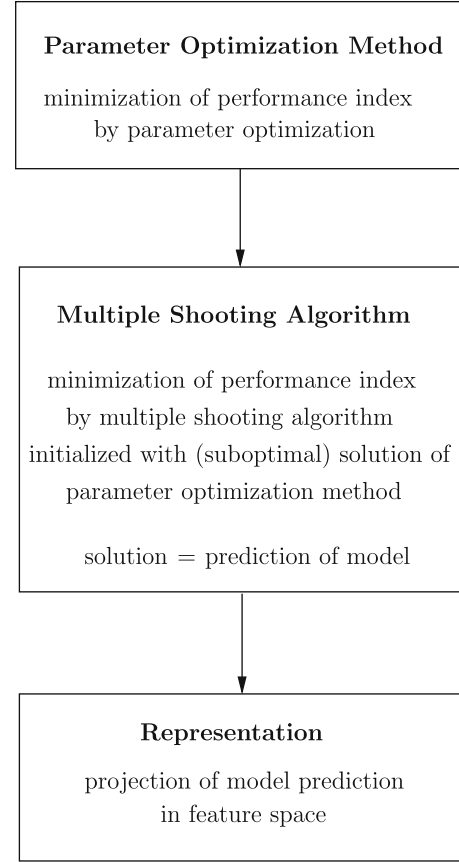 Parameter Optimization Method
minimization of performance index
by parameter optimization
Multiple Shooting Algorithm
minimization of performance index
by multiple shooting algorithm
initialized with (suboptimal) solution of
parameter optimization method
solution = prediction of model
Representation
projection of model prediction
in feature space